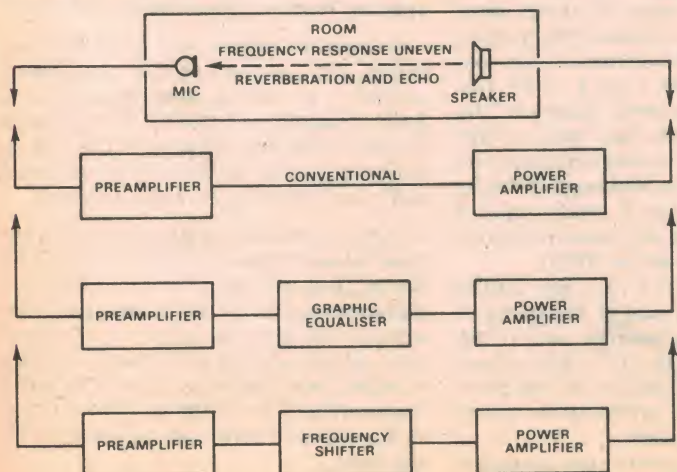 ROOM
FREQUENCY RESPONSE UNEVEN
MIC
REVERBERATION AND ECHO
SPEAKER
PREAMPLIFIER
CONVENTIONAL
POWER
AMPLIFIER
PREAMPLIFIER
GRAPHIC
EQUALISER
POWER
AMPLIFIER
PREAMPLIFIER
FREQUENCY
SHIFTER
POWER
AMPLIFIER